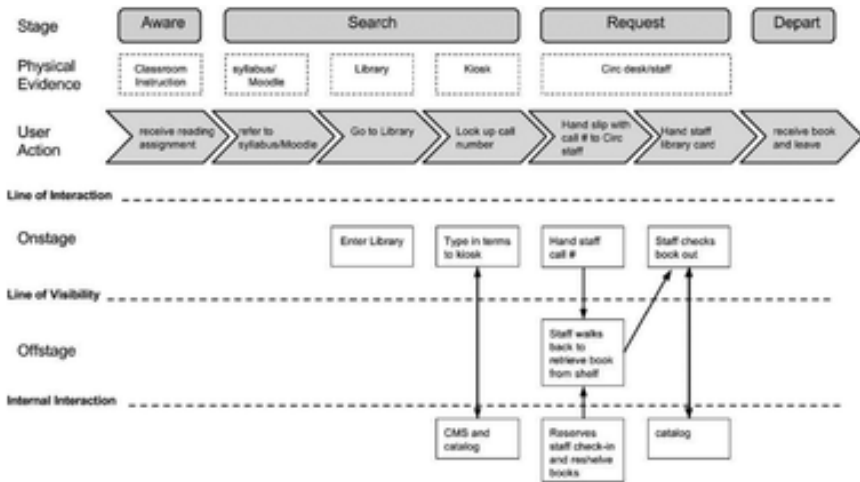 Stage
Aware
Search
Request
Depart
Physical
Evidence
Classroom
Instruction
syllabus/
Moodle
Library
Kiosk
Circ desk/staff
User
Action
receive reading
assignment
refer to
syllabus/Moodle
Go to Library
Look up call
number
Hand slip with
call # to Circ
staff
Hand staff
library card
receive book
and leave
Line of Interaction
Onstage
Enter Library
Type in terms
to kiosk
Hand staff
call #
Staff checks
book out
Line of Visibility
Offstage
Staff walks
back to
retrieve book
from shelf
Internal Interaction
CMS and
catalog
Reserves
staff check-in
and reshelve
books
catalog